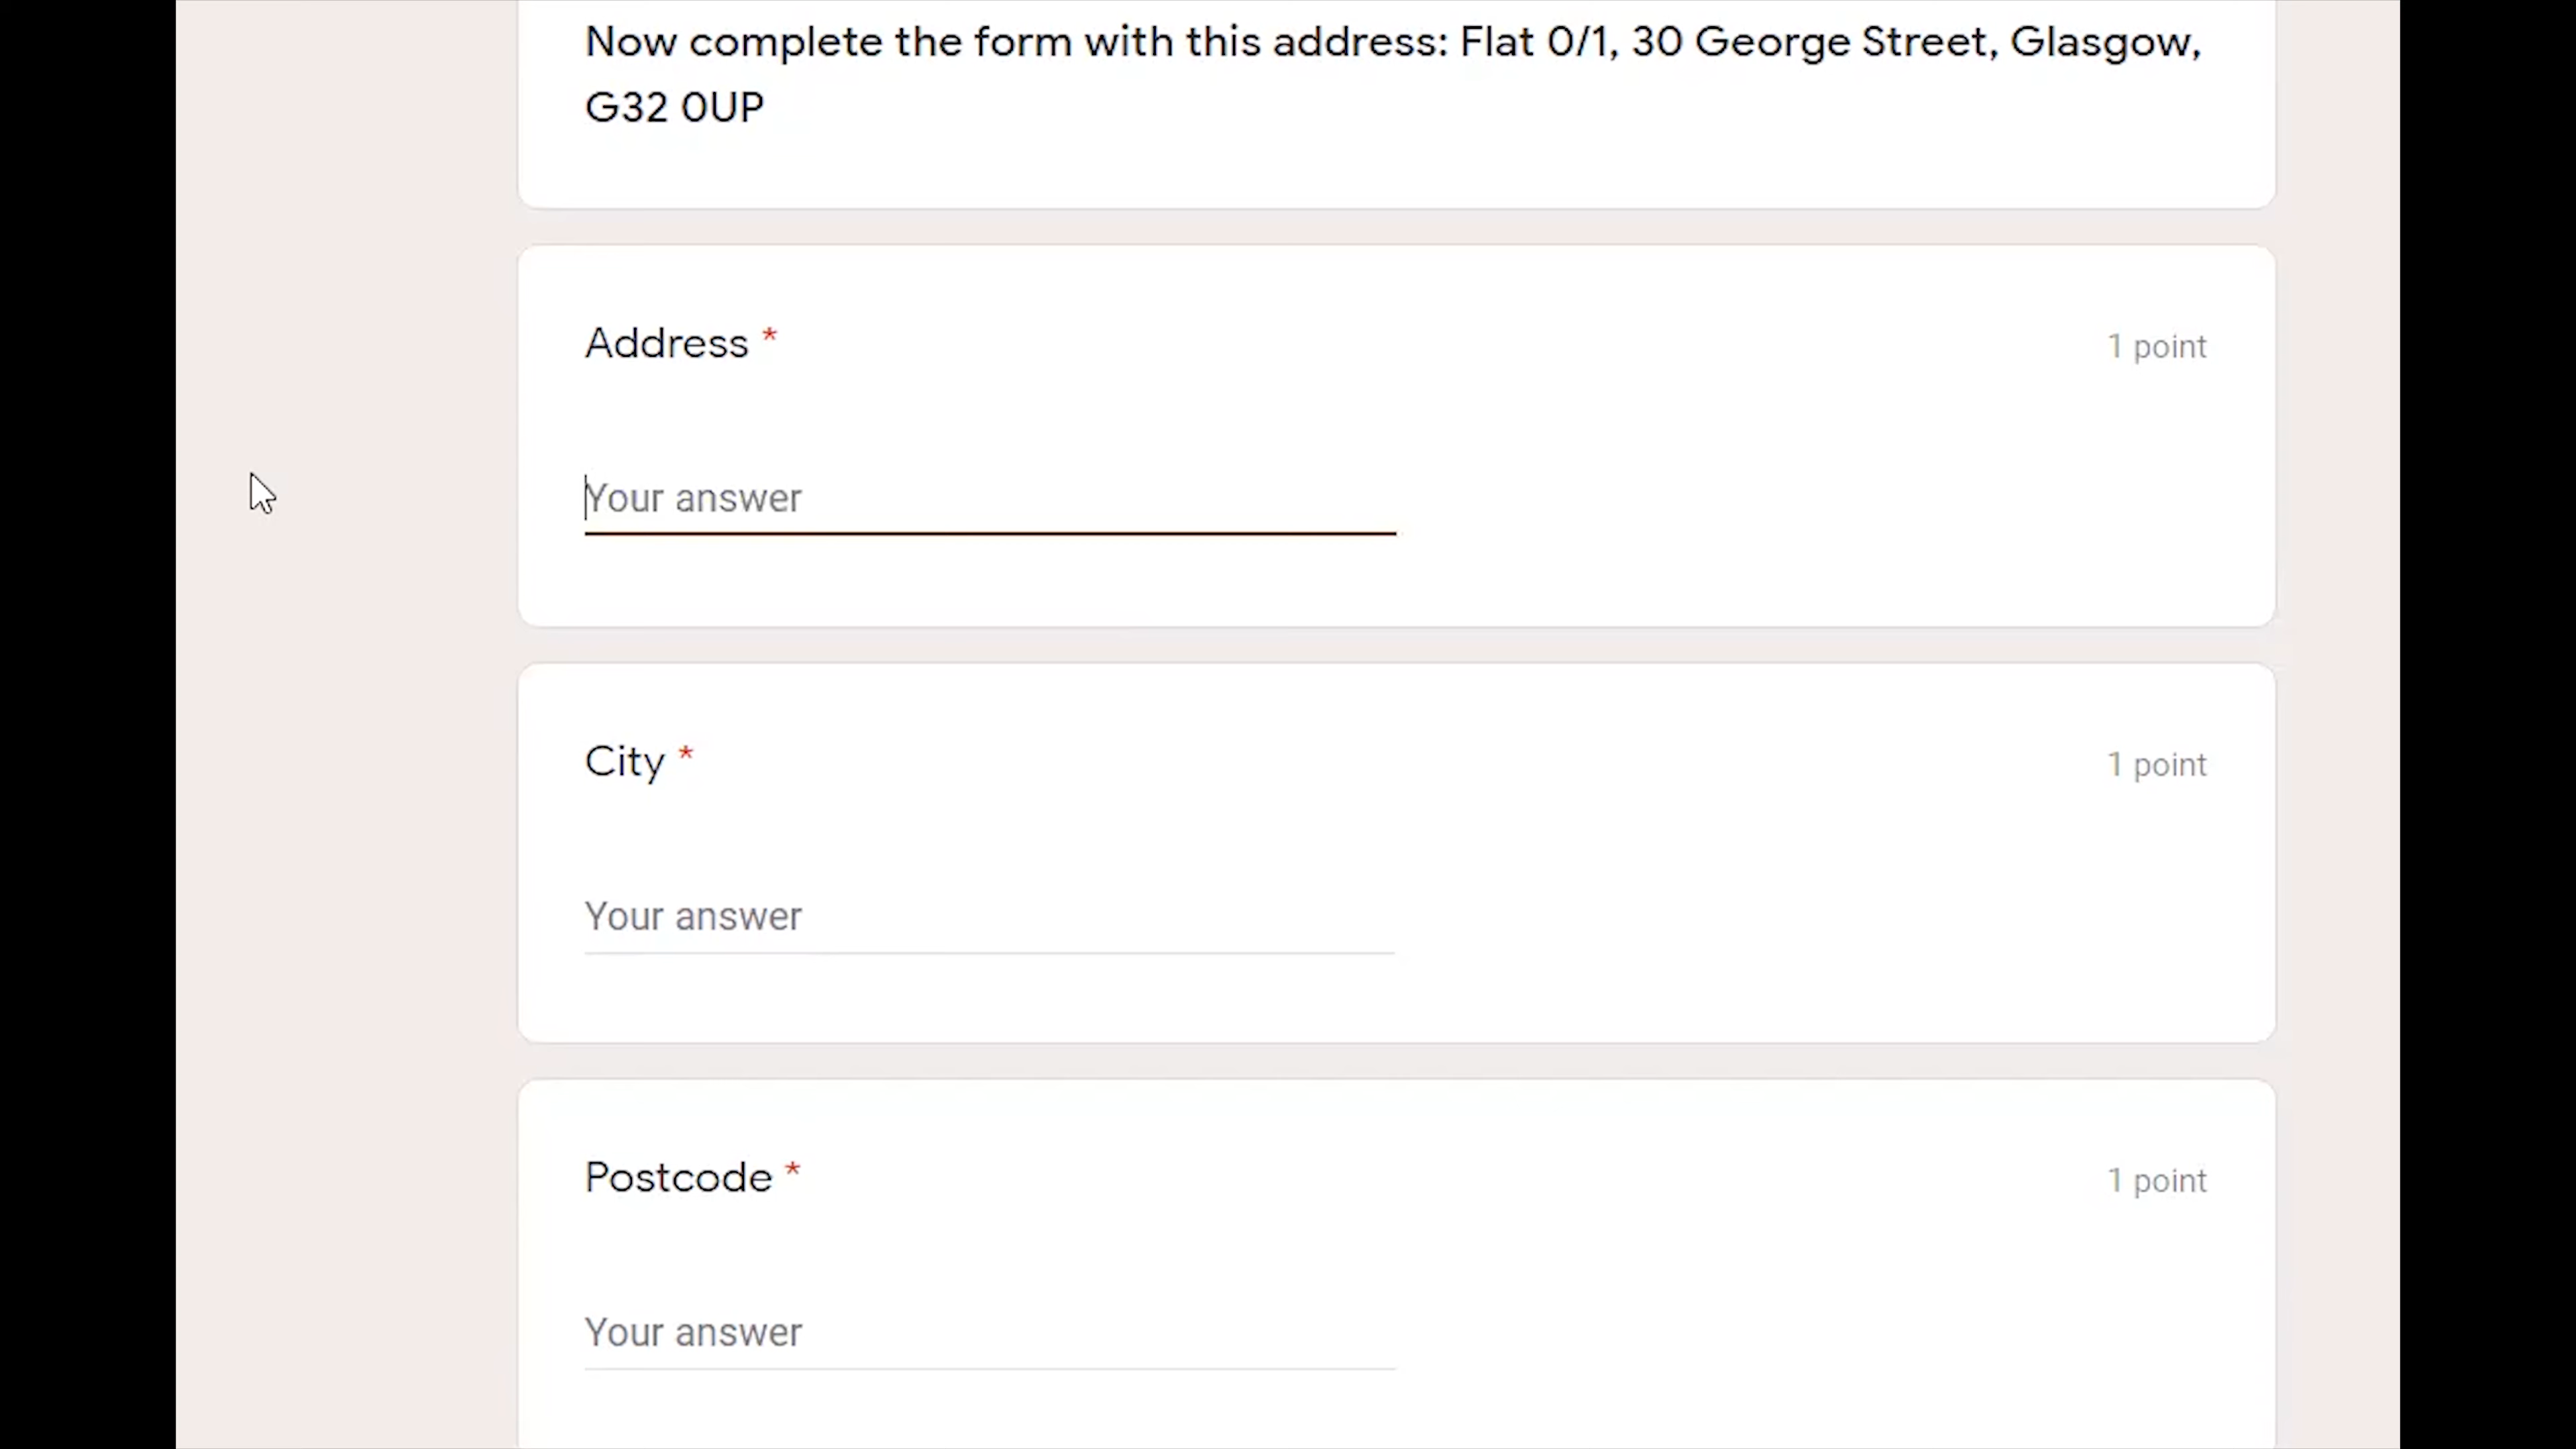 Now complete the form with this address: Flat 0/1, 30 George Street, Glasgow,
G32 0UP
Address *
1 point
Your answer
City *
1 point
Your answer
Postcode *
1 point
Your answer